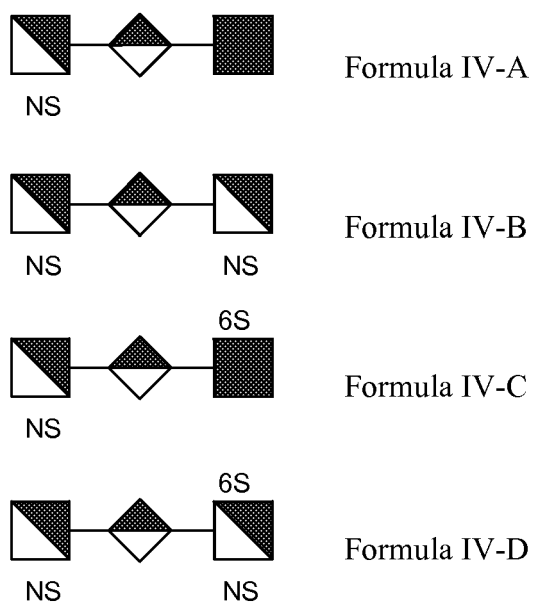 Formula IV-A
NS
Formula IV-B
NS NS
6S
Formula IV-C
NS
6S
Formula IV-D
NS NS